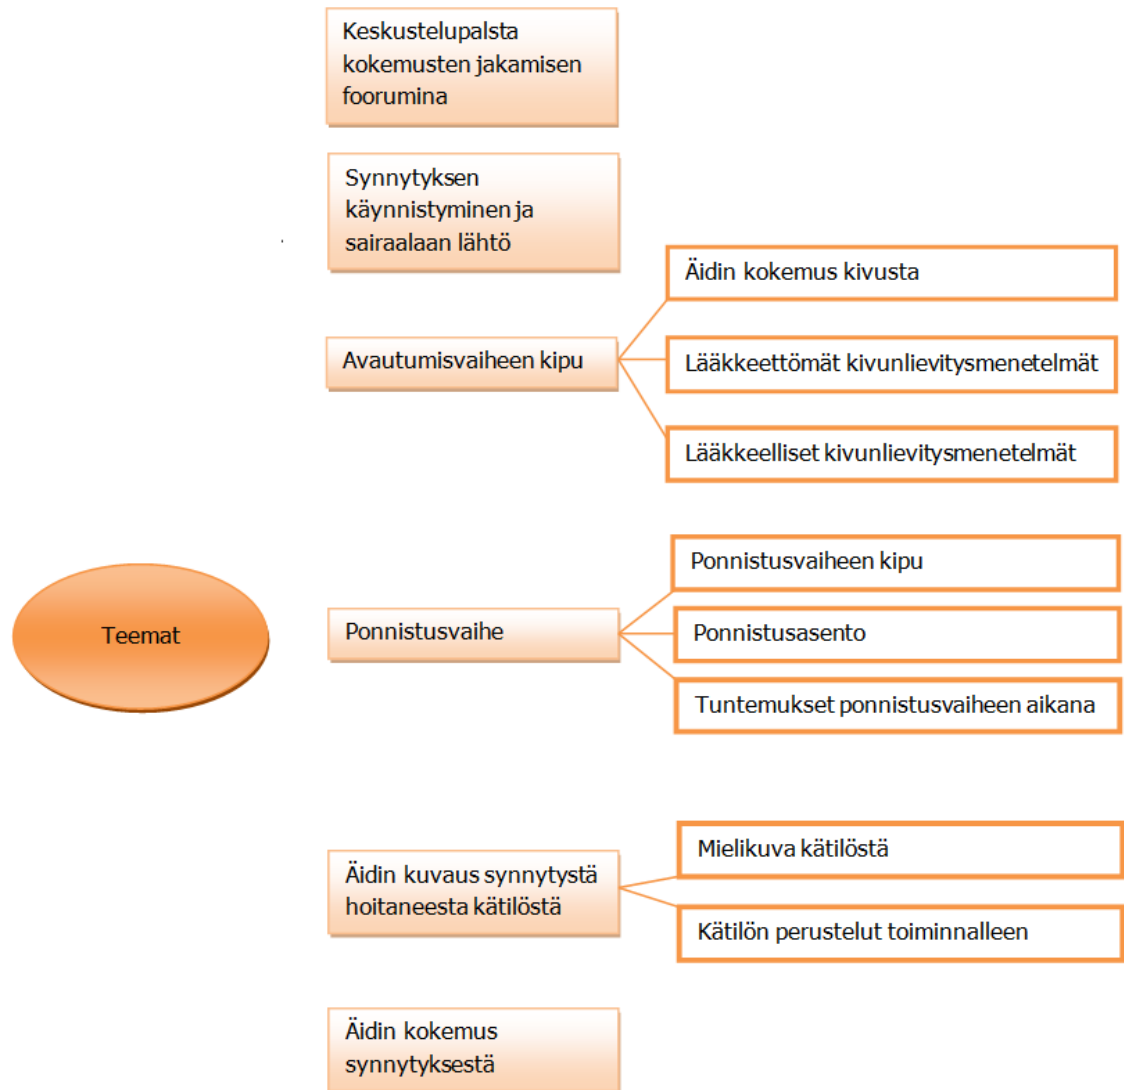 Keskustelupalsta
kokemusten jakamisen
foorumina
Synnytyksen
käynnistyminen ja
sairaalaan lähtö
Avautumisvaiheen kipu
Äidin kokemus kivusta
Lääkkeettömät kivunlievitysmenetelmät
Lääkkeelliset kivunlievitysmenetelmät
Teemat
Ponnistusvaihe
Ponnistusvaiheen kipu
Ponnistusasento
Tuntemukset ponnistusvaiheen aikana
Äidin kuvaus synnytystä
hoitaneesta kätilöstä
Mielikuva kätilöstä
Kätilön perustelut toiminnalleen
Äidin kokemus
synnytyksestä